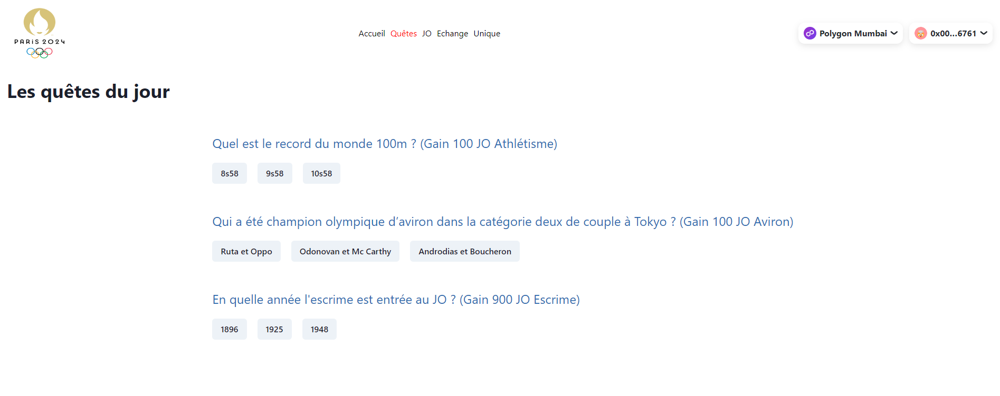 PARIS 2024
Accueil Quêtes JO Echange Unique
Polygon Mumbai
0x00...6761
Les quêtes du jour
Quel est le record du monde 100m ? (Gain 100 JO Athlétisme)
8s58 9s58 10s58
Qui a été champion olympique d’aviron dans la catégorie deux de couple à Tokyo ? (Gain 100 JO Aviron)
Ruta et Oppo Odonovan et Mc Carthy Androdias et Boucheron
En quelle année l'escrime est entrée au JO ? (Gain 900 JO Escrime)
1896 1925 1948